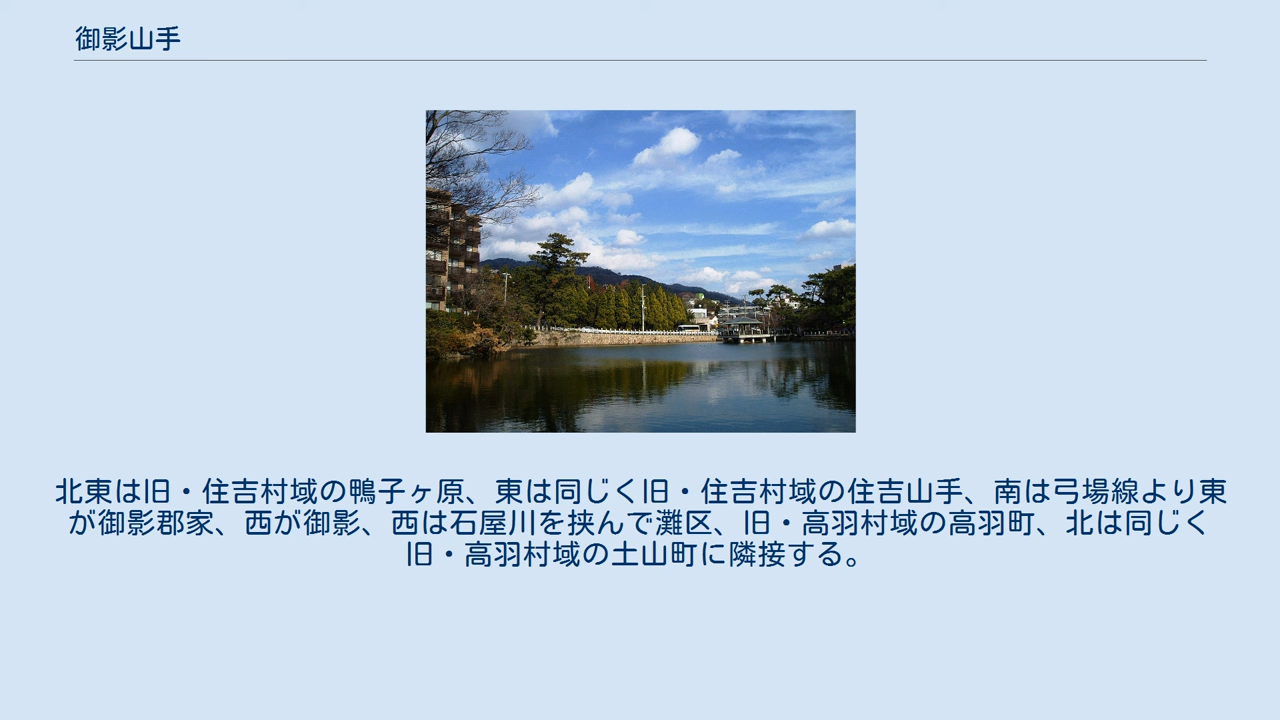 御影山手
北東は旧・住吉村域の鴨子ヶ原、東は同じく旧・住吉村域の住吉山手、南は弓場線より東
が御影郡家、西が御影、西は石屋川を挟んで灘区、旧・高羽村域の高羽町、北は同じく
旧・高羽村域の土山町に隣接する。